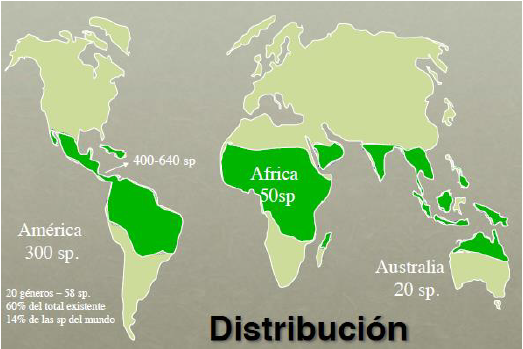 400-640 sp
Africa
50sp
América
300 sp.
Australia
20 sp.
20 géneros – 58 sp.
60% del total existente
14% de las sp del mundo
Distribución